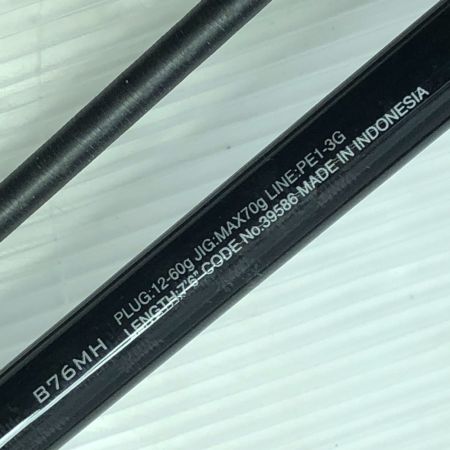 B76MH
PLUG:12-60g JIG:MAX70g LINE:PE1-3G
LENGTH:7'6" CODE No.39586 MADE IN INDONESIA